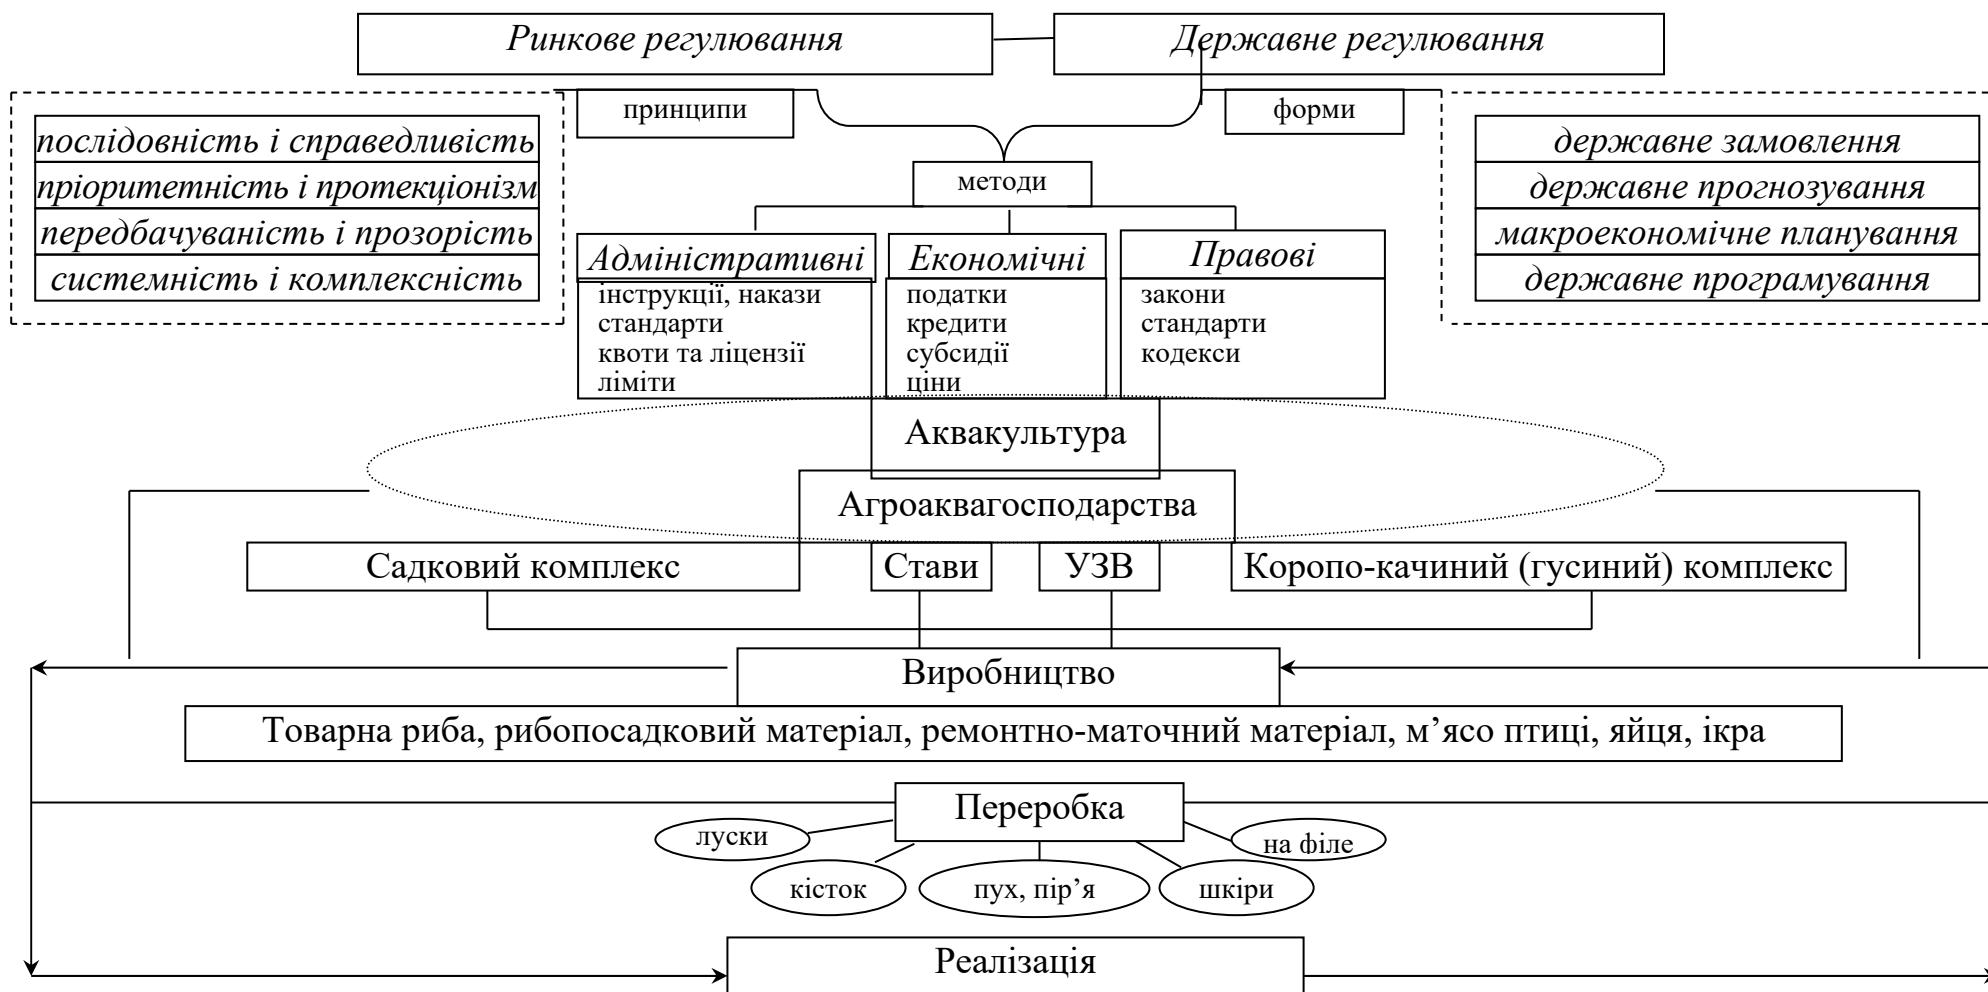 Ринкове регулювання
Державне регулювання
принципи
форми
послідовність і справедливість
пріоритетність і протекціонізм
передбачуваність і прозорість
системність і комплексність
державне замовлення
державне прогнозування
макроекономічне планування
державне програмування
методи
Адміністративні
інструкції, накази
стандарти
квоти та ліцензії
ліміти
Економічні
податки
кредити
субсидії
ціни
Правові
закони
стандарти
кодекси
Аквакультура
Агроаквагосподарства
Садковий комплекс
Стави
УЗВ
Коропо-качиний (гусиний) комплекс
Виробництво
Товарна риба, рибопосадковий матеріал, ремонтно-маточний матеріал, м’ясо птиці, яйця, ікра
Переробка
луски
на філе
кісток
пух, пір’я
шкіри
Реалізація